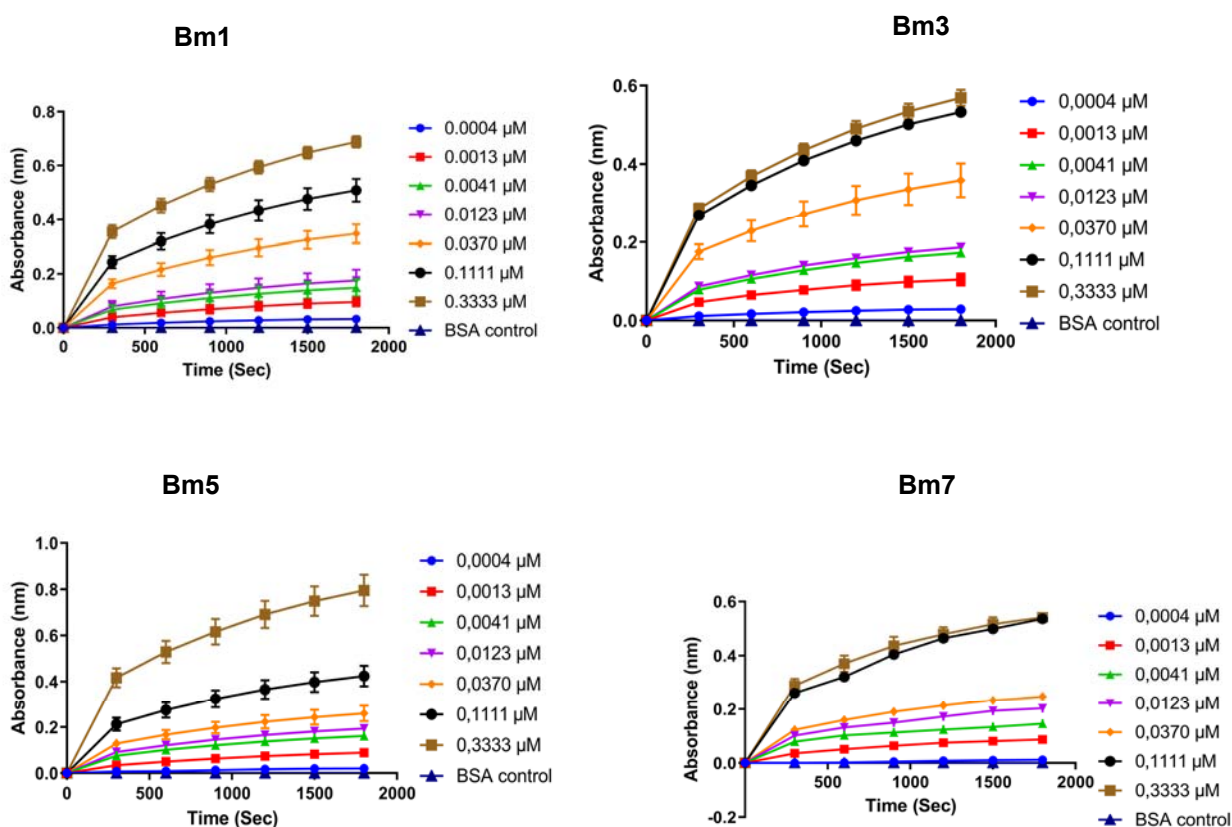 Bm1
0.8
0.6
0.4
0.2
0.0
0
500
1000
1500
2000
Absorbance (nm)
Time (Sec)
0.0004 µM
0.0013 µM
0.0041 µM
0.0123 µM
0.0370 µM
0.1111 µM
0.3333 µM
BSA control
Bm3
0.6
0.4
0.2
0.0
0
500
1000
1500
2000
Absorbance (nm)
Time (Sec)
0,0004 µM
0,0013 µM
0,0041 µM
0,0123 µM
0,0370 µM
0,1111 µM
0,3333 µM
BSA control
Bm5
1.0
0.8
0.6
0.4
0.2
0.0
0
500
1000
1500
2000
Absorbance (nm)
Time (Sec)
0,0004 µM
0,0013 µM
0,0041 µM
0,0123 µM
0,0370 µM
0,1111 µM
0,3333 µM
BSA control
Bm7
0.6
0.4
0.2
0.0
-0.2
500
1000
1500
2000
Absorbance (nm)
Time (Sec)
0,0004 µM
0,0013 µM
0,0041 µM
0,0123 µM
0,0370 µM
0,1111 µM
0,3333 µM
BSA control